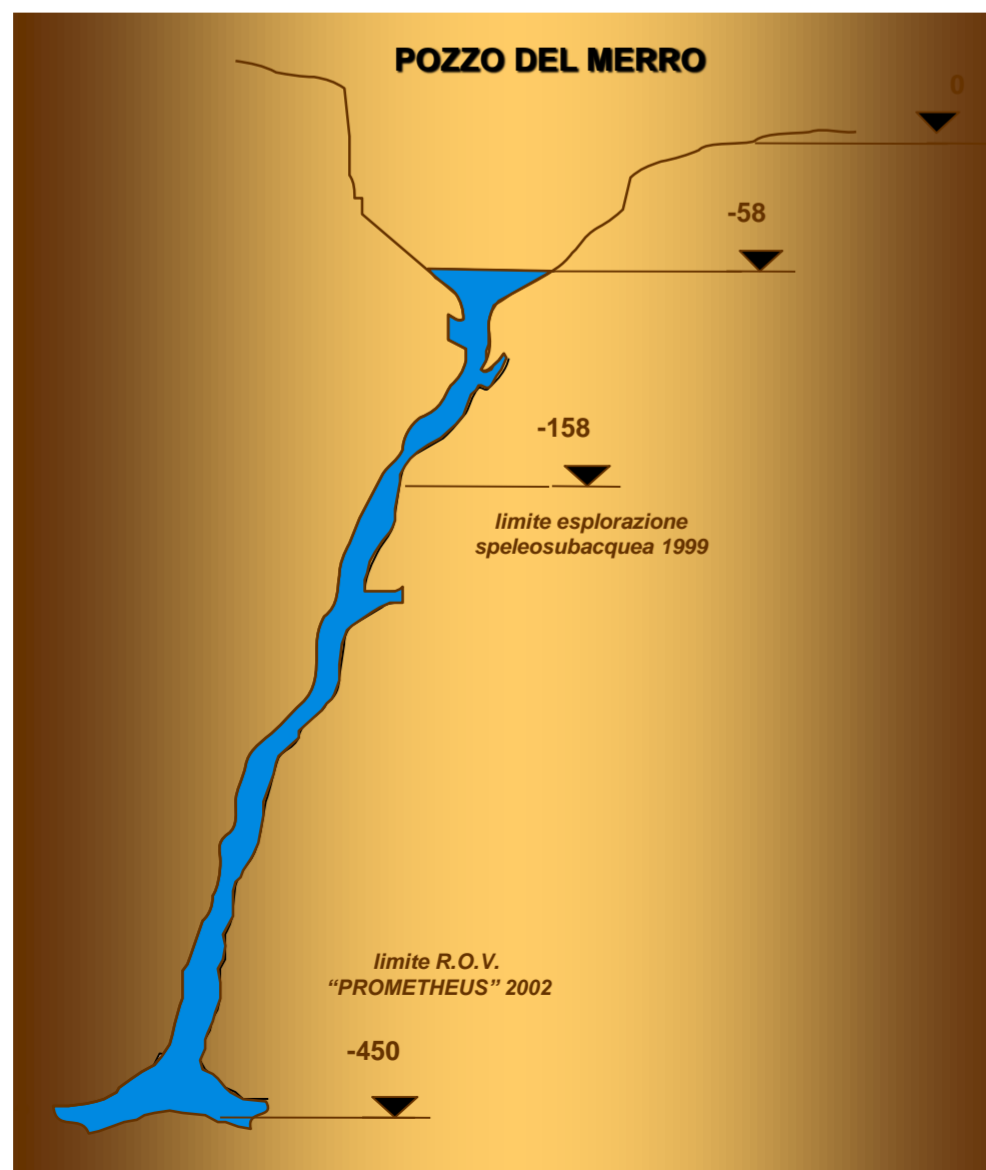 POZZO DEL MERRO
0
-58
-158
limite esplorazione
speleosubacquea 1999
limite R.O.V.
“PROMETHEUS” 2002
-450